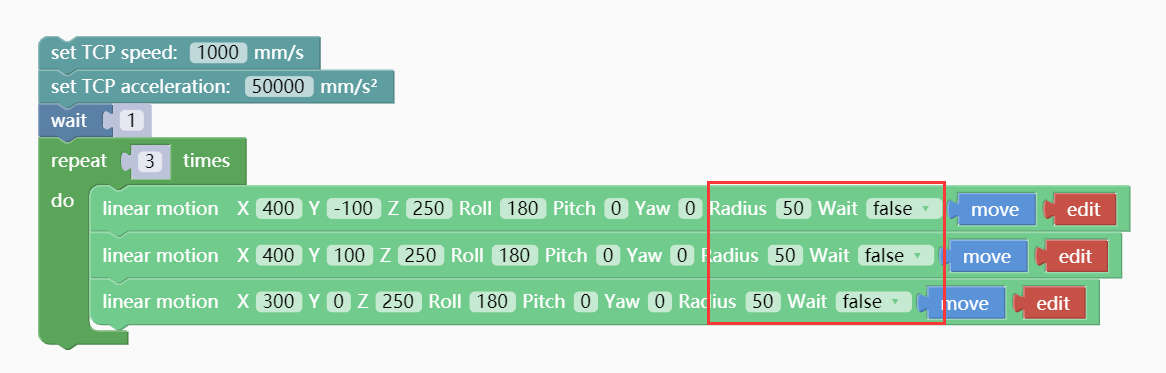 set TCP speed: 1000 mm/s
set TCP acceleration: 50000 mm/s²
wait 1
repeat 3 times
do
linear motion X 400 Y -100 Z 250 Roll 180 Pitch 0 Yaw 0 Radius 50 Wait false move edit
linear motion X 400 Y 100 Z 250 Roll 180 Pitch 0 Yaw 0 Radius 50 Wait false move edit
linear motion X 300 Y 0 Z 250 Roll 180 Pitch 0 Yaw 0 Radius 50 Wait false move edit